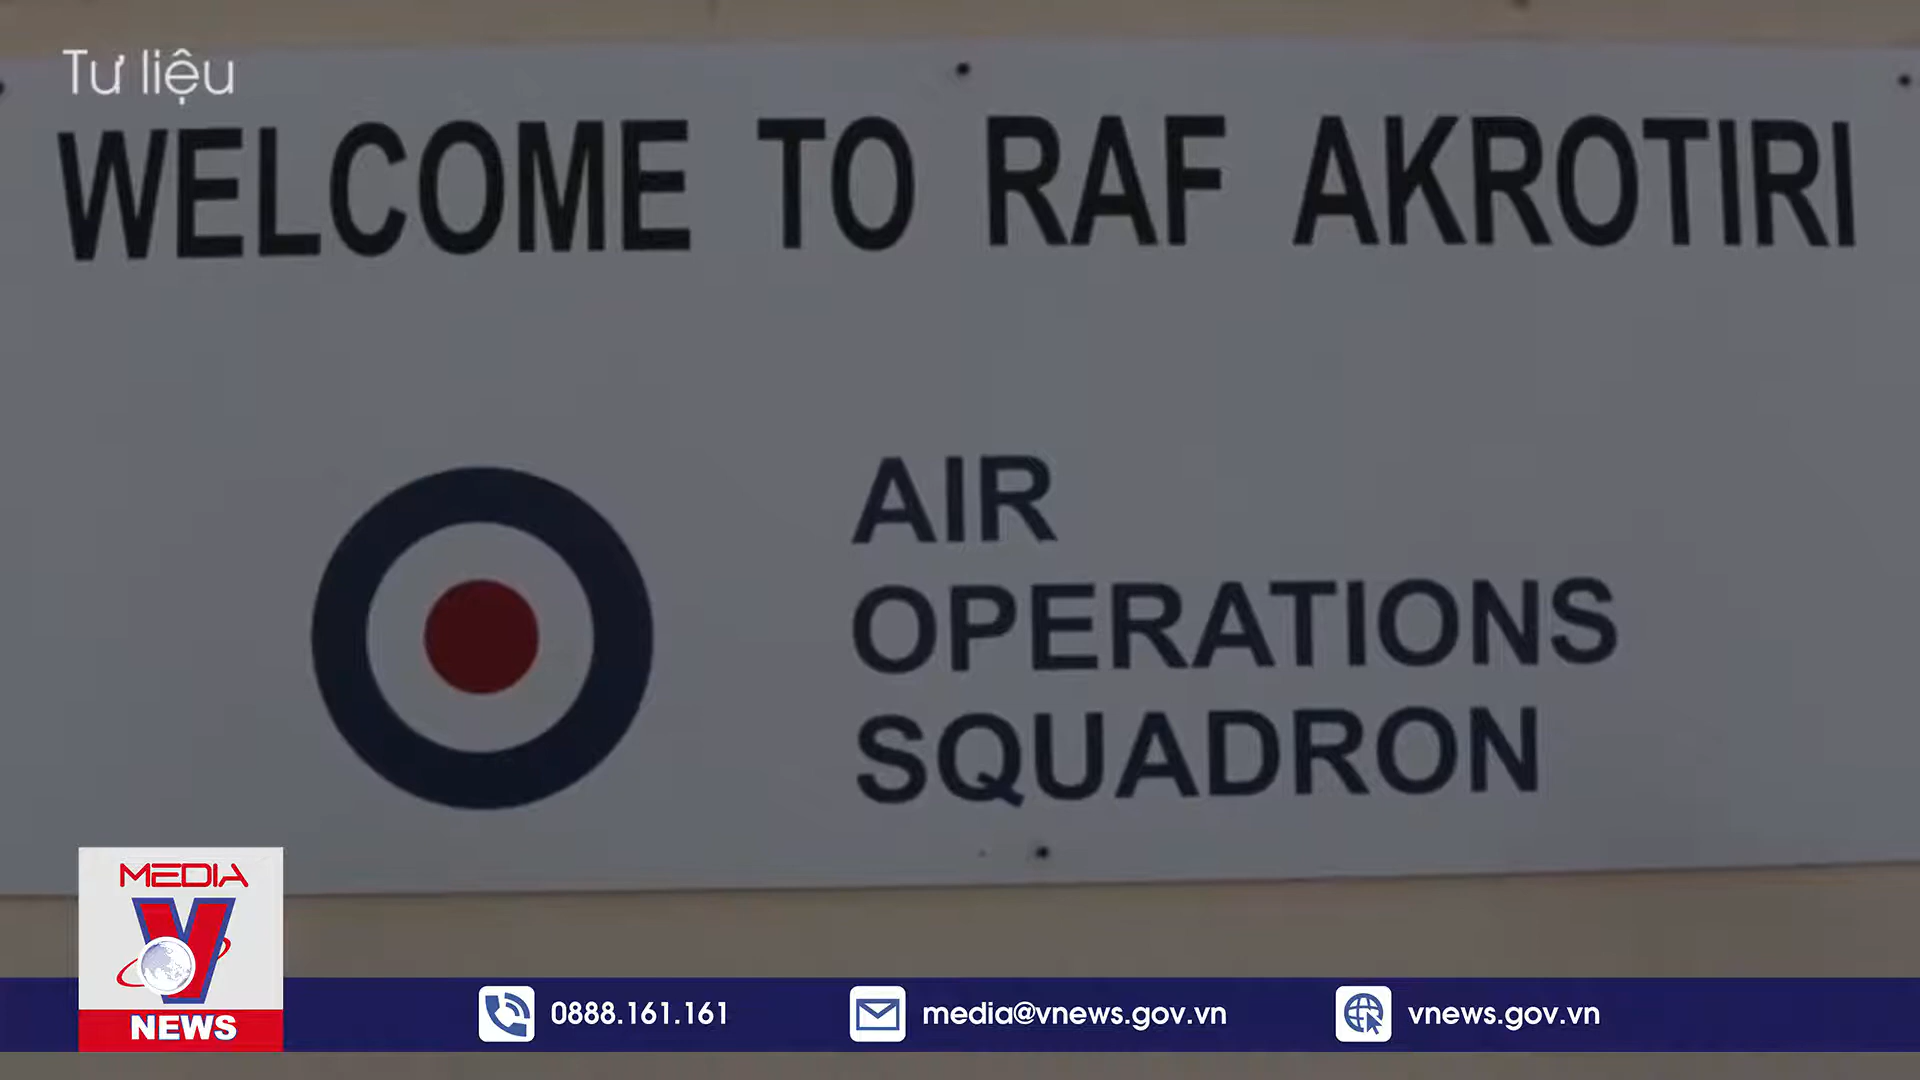 Tư liệu
WELCOME TO RAF AKROTIRI
AIR
OPERATIONS
SQUADRON
MEDIA
V
NEWS
0888.161.161
media@vnews.gov.vn
vnews.gov.vn